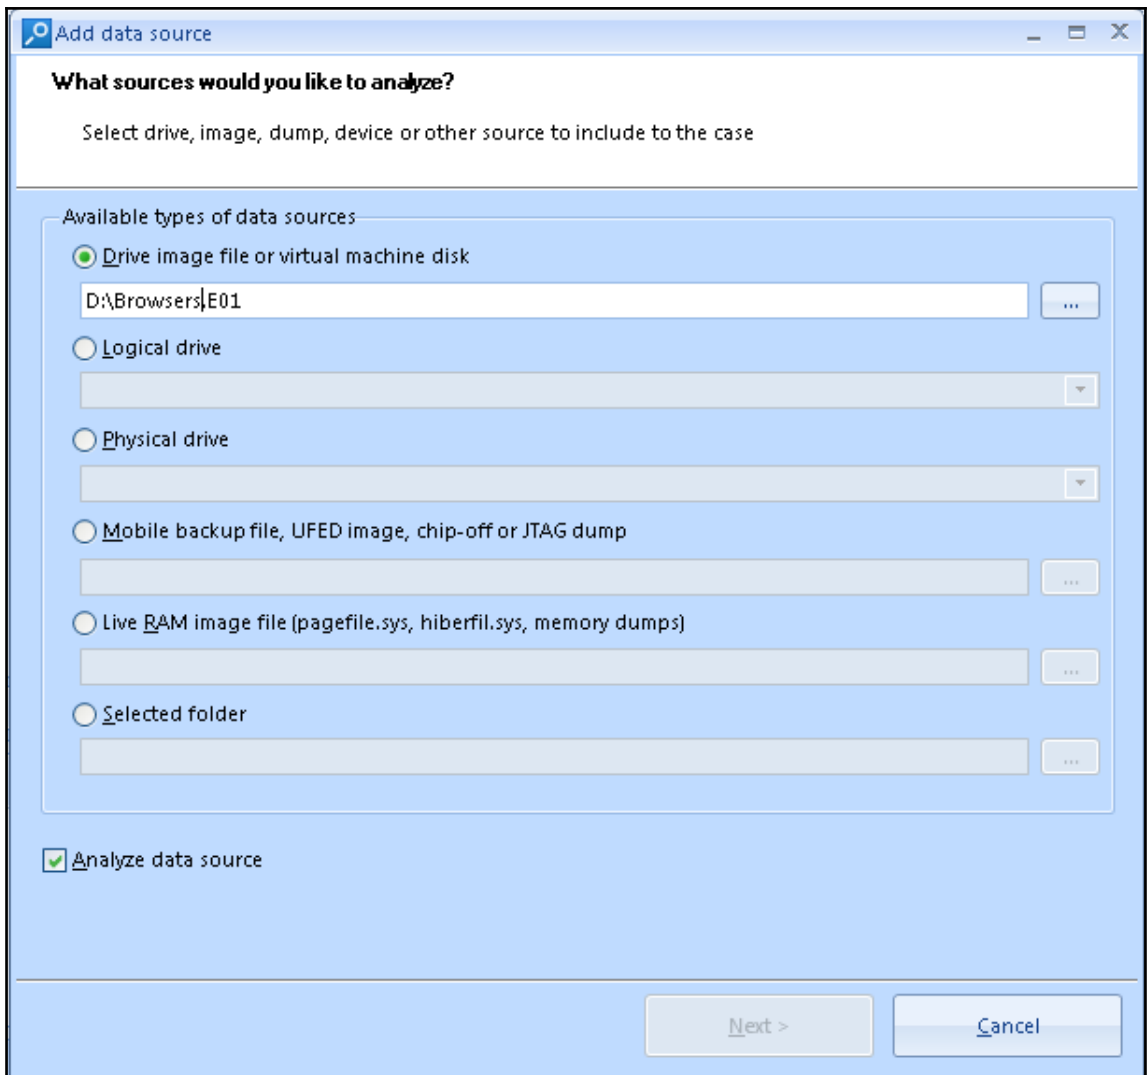 Add data source
What sources would you like to analyze?
Select drive, image, dump, device or other source to include to the case
Available types of data sources
Drive image file or virtual machine disk
D:\Browsers.E01
...
Logical drive
Physical drive
Mobile backup file, UFED image, chip-off or JTAG dump
...
Live RAM image file (pagefile.sys, hiberfil.sys, memory dumps)
...
Selected folder
...
Analyze data source
Next >
Cancel